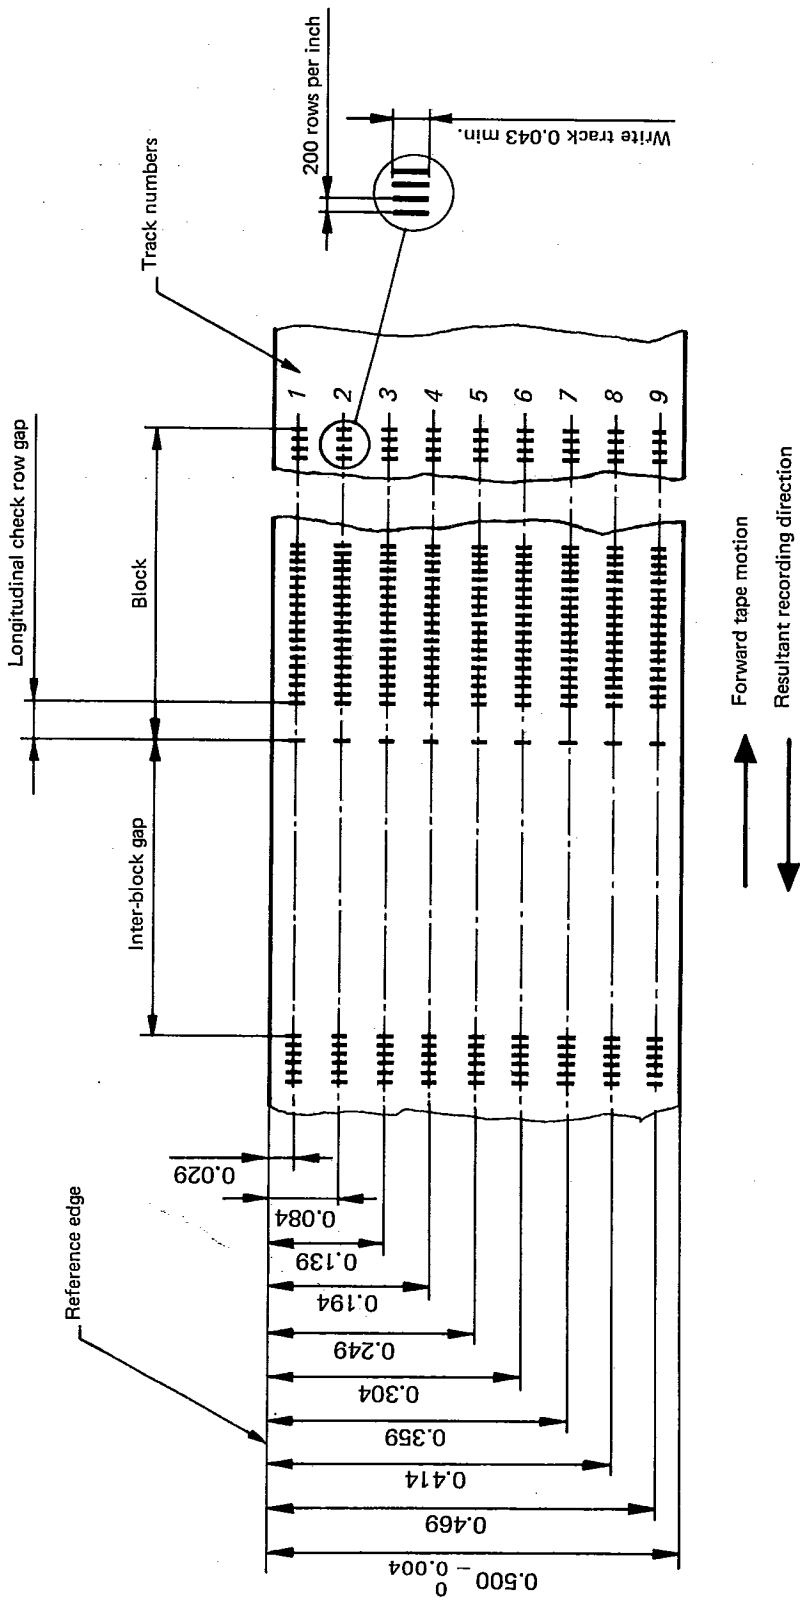 200 rows per inch
Write track 0.043 min.
Track numbers
Longitudinal check row gap
Block
Inter-block gap
1
2
3
4
5
6
7
8
9
Forward tape motion
Resultant recording direction
Reference edge
0.029
0.084
0.139
0.194
0.249
0.304
0.359
0.414
0.469
0.500 0 − 0.004